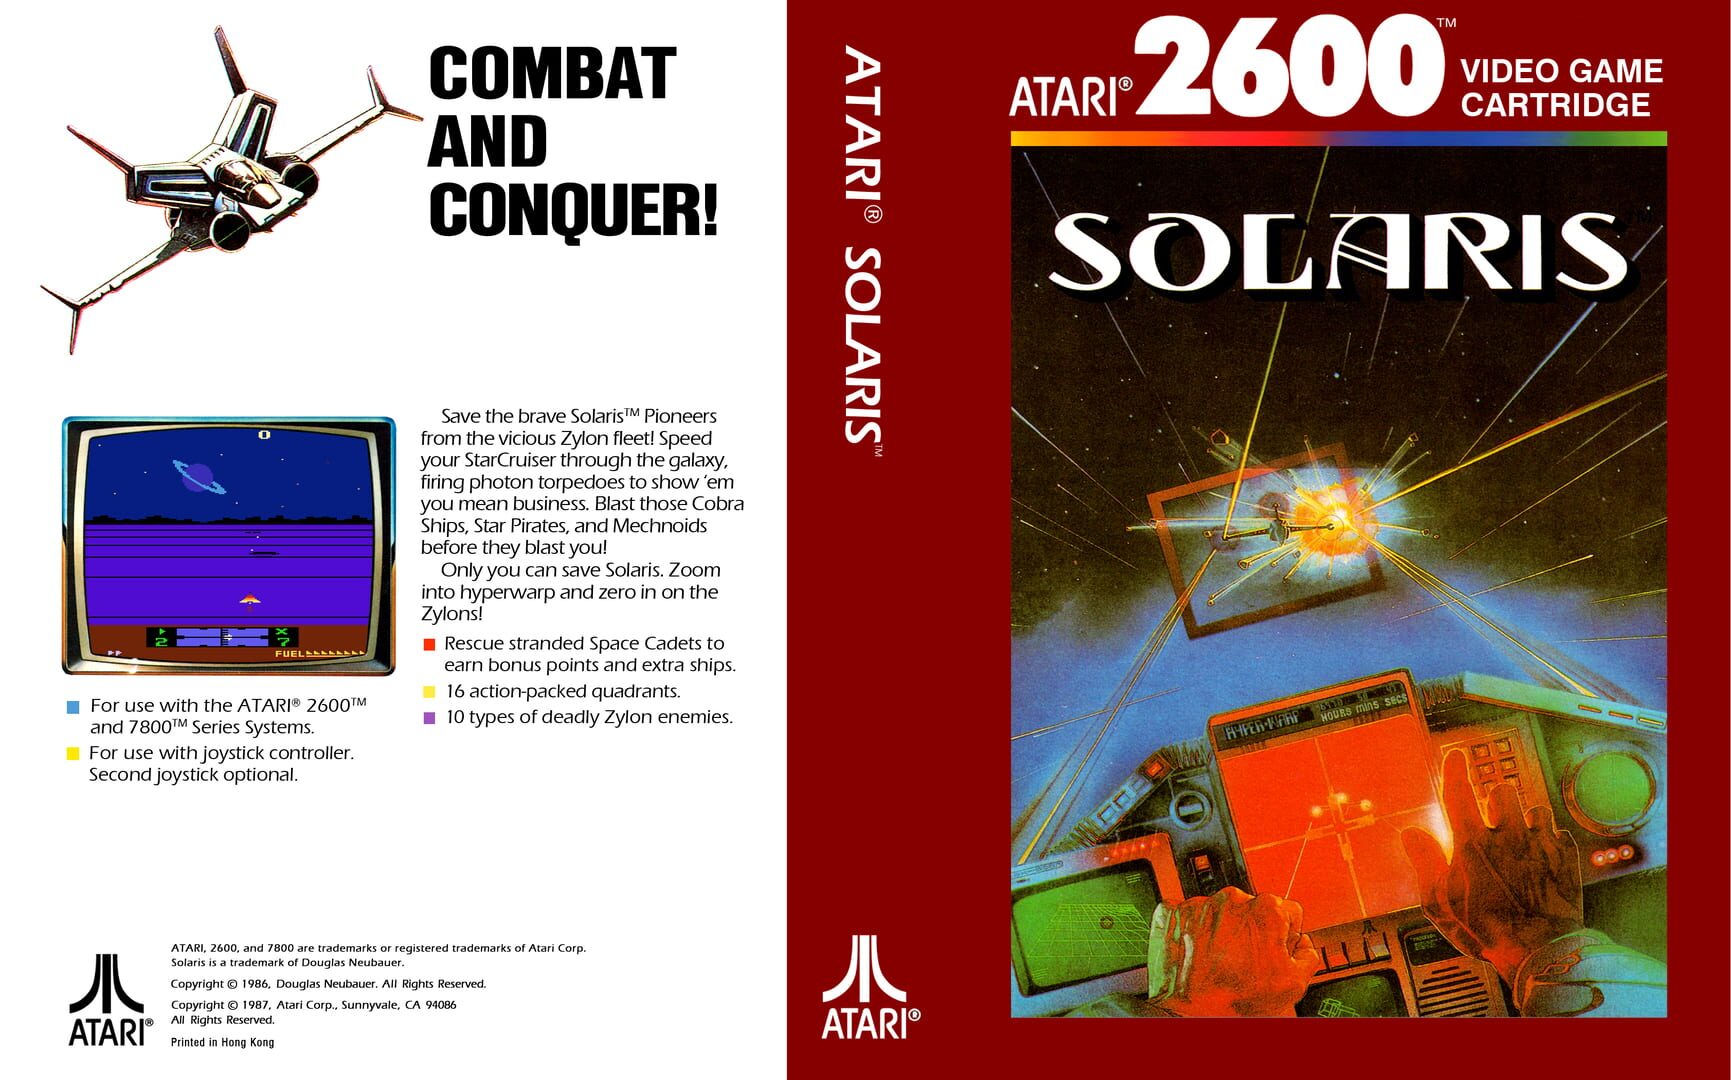 COMBAT
AND
CONQUER!
Save the brave Solaris™ Pioneers
from the vicious Zylon fleet! Speed
your StarCruiser through the galaxy,
firing photon torpedoes to show ‘em
you mean business. Blast those Cobra
Ships, Star Pirates, and Mechnoids
before they blast you!
Only you can save Solaris. Zoom
into hyperwarp and zero in on the
Zylons!
Rescue stranded Space Cadets to
earn bonus points and extra ships.
16 action-packed quadrants.
10 types of deadly Zylon enemies.
0
2 X 7
FUEL
For use with the ATARI® 2600™
and 7800™ Series Systems.
For use with joystick controller.
Second joystick optional.
ATARI®
ATARI, 2600, and 7800 are trademarks or registered trademarks of Atari Corp.
Solaris is a trademark of Douglas Neubauer.
Copyright © 1986, Douglas Neubauer. All Rights Reserved.
Copyright © 1987, Atari Corp., Sunnyvale, CA 94086
All Rights Reserved.
Printed in Hong Kong
ATARI® SOLARIS™
ATARI®
ATARI® 2600™ VIDEO GAME
CARTRIDGE
SOLARIS
HYPER-WARP
HOURS MINS SECS